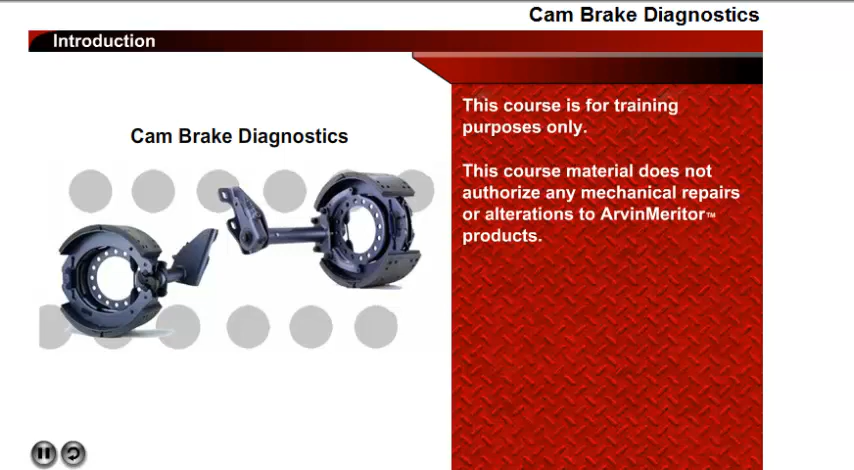 Cam Brake Diagnostics
Introduction
Cam Brake Diagnostics
This course is for training
purposes only.
This course material does not
authorize any mechanical repairs
or alterations to ArvinMeritor™
products.